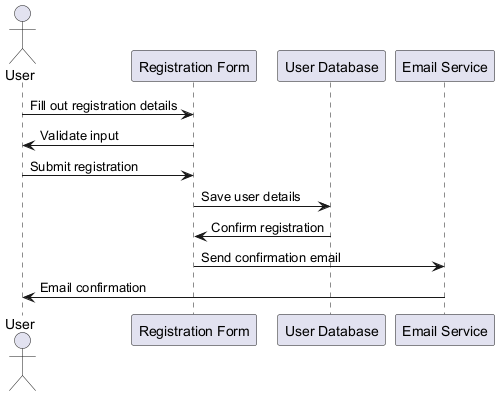 User
Registration Form
User Database
Email Service
Fill out registration details
Validate input
Submit registration
Save user details
Confirm registration
Send confirmation email
Email confirmation
User
Registration Form
User Database
Email Service